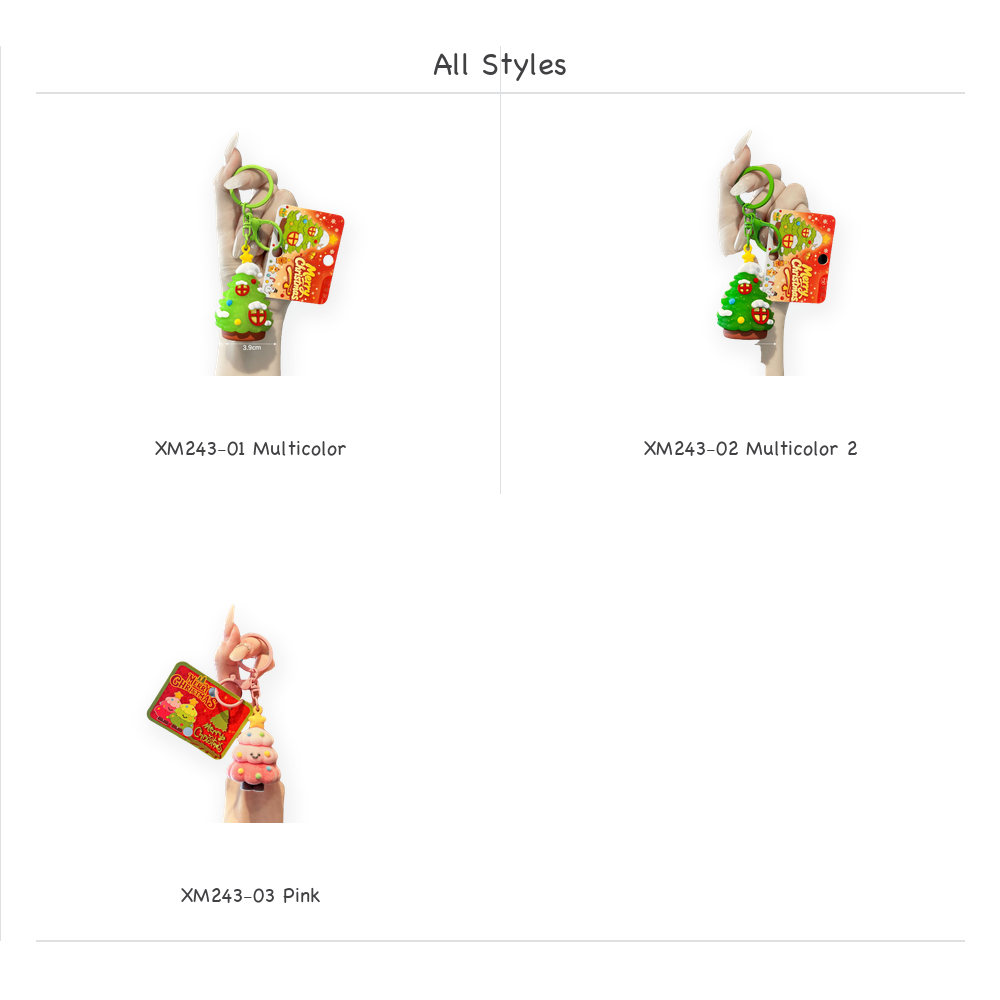 All Styles
Merry
Christmas
3.9cm
Merry
Christmas
XM243-01 Multicolor
XM243-02 Multicolor 2
MERRY
CHRISTMAS
Merry
Christmas
XM243-03 Pink